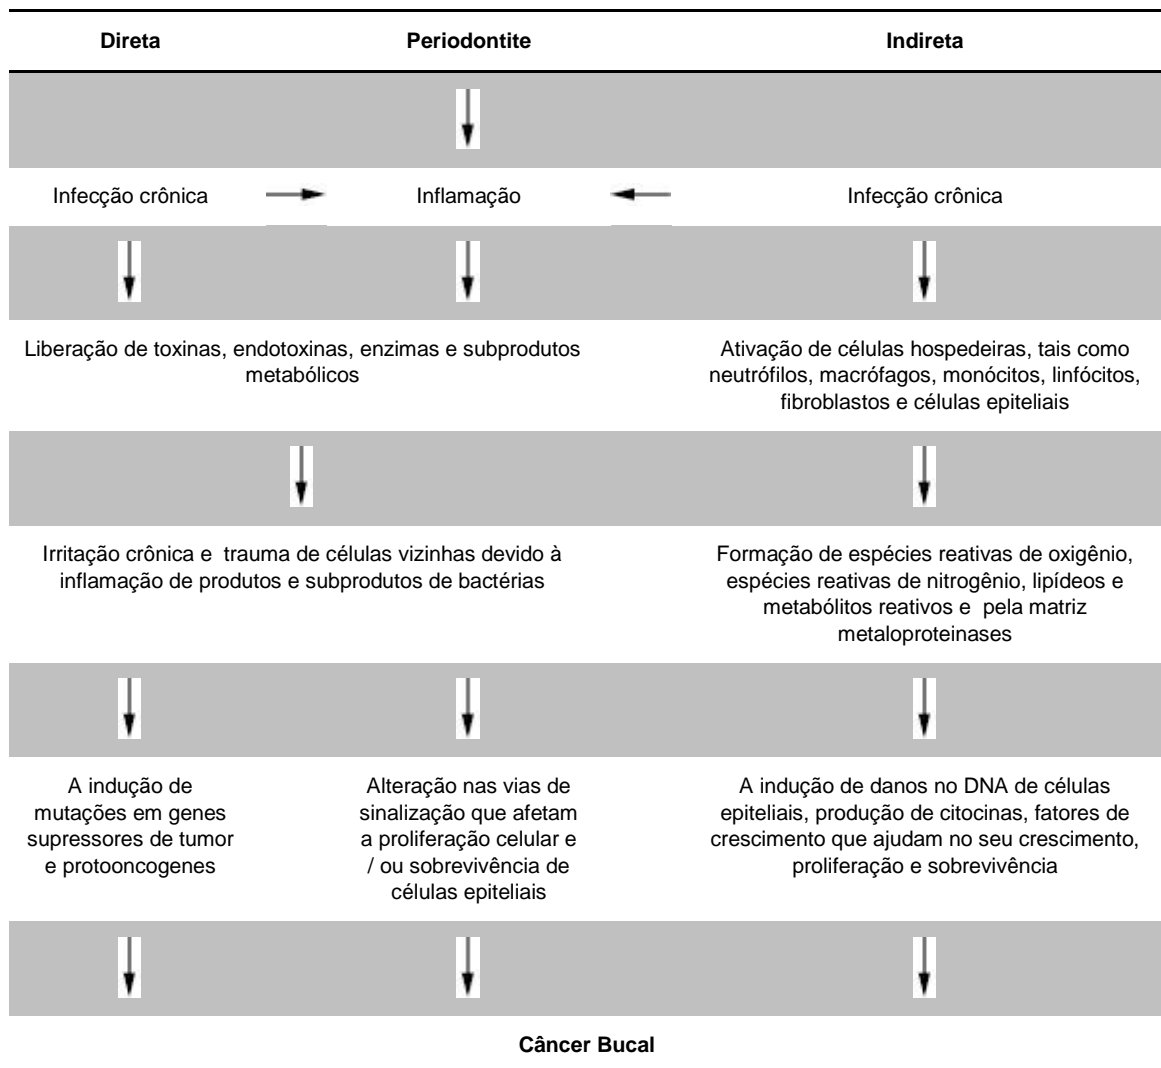 Direta Periodontite Indireta
Infecção crônica Inflamação Infecção crônica
Liberação de toxinas, endotoxinas, enzimas e subprodutos
metabólicos
Ativação de células hospedeiras, tais como
neutrófilos, macrófagos, monócitos, linfócitos,
fibroblastos e células epiteliais
Irritação crônica e trauma de células vizinhas devido à
inflamação de produtos e subprodutos de bactérias
Formação de espécies reativas de oxigênio,
espécies reativas de nitrogênio, lipídeos e
metabólitos reativos e pela matriz
metaloproteinases
A indução de
mutações em genes
supressores de tumor
e protooncogenes
Alteração nas vias de
sinalização que afetam
a proliferação celular e
/ ou sobrevivência de
células epiteliais
A indução de danos no DNA de células
epiteliais, produção de citocinas, fatores de
crescimento que ajudam no seu crescimento,
proliferação e sobrevivência
Câncer Bucal